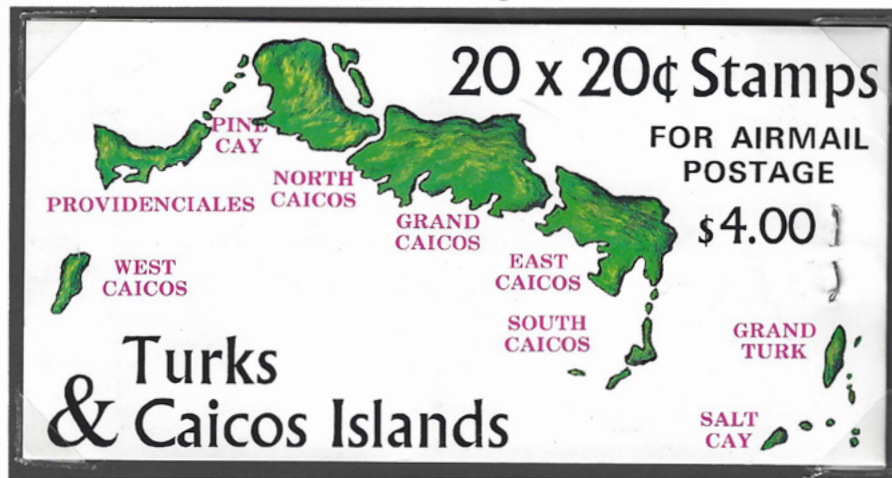 20 x 20¢ Stamps
FOR AIRMAIL
POSTAGE
$4.00
PINE
CAY
PROVIDENCIALES
NORTH
CAICOS
GRAND
CAICOS
WEST
CAICOS
EAST
CAICOS
SOUTH
CAICOS
GRAND
TURK
SALT
CAY
Turks
& Caicos Islands